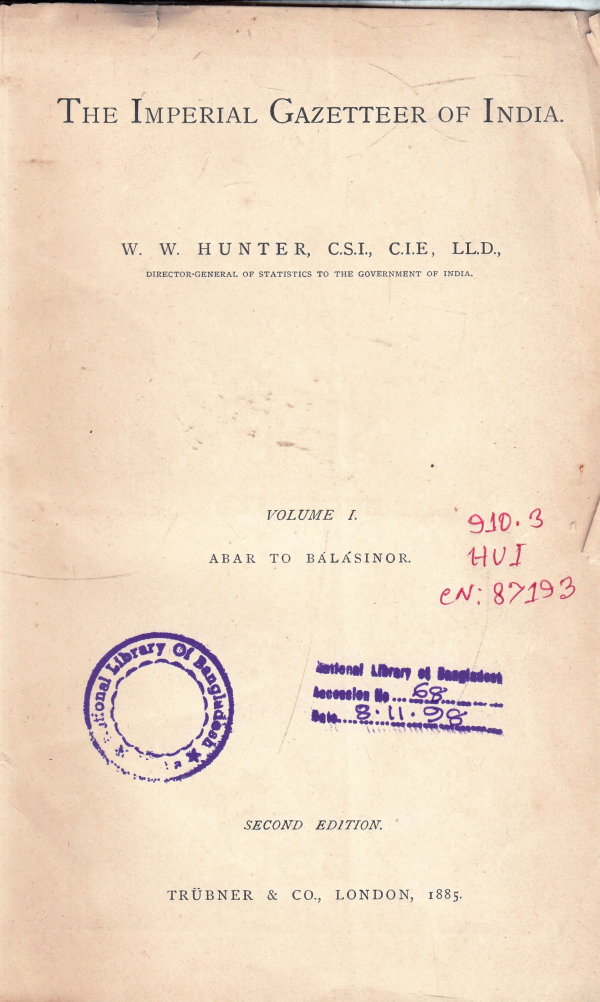 THE IMPERIAL GAZETTEER OF INDIA.
W. W. HUNTER, C.S.I., C.I.E, LL.D.,
DIRECTOR-GENERAL OF STATISTICS TO THE GOVERNMENT OF INDIA.
VOLUME I.
ABAR TO BÁLÁSINOR.
910.3
HUI
CN: 87193
National Library Of Bangladesh
National Library of Bangladesh
Accession No ... 68
Date.... 8.11.98
SECOND EDITION.
TRÜBNER & CO., LONDON, 1885.